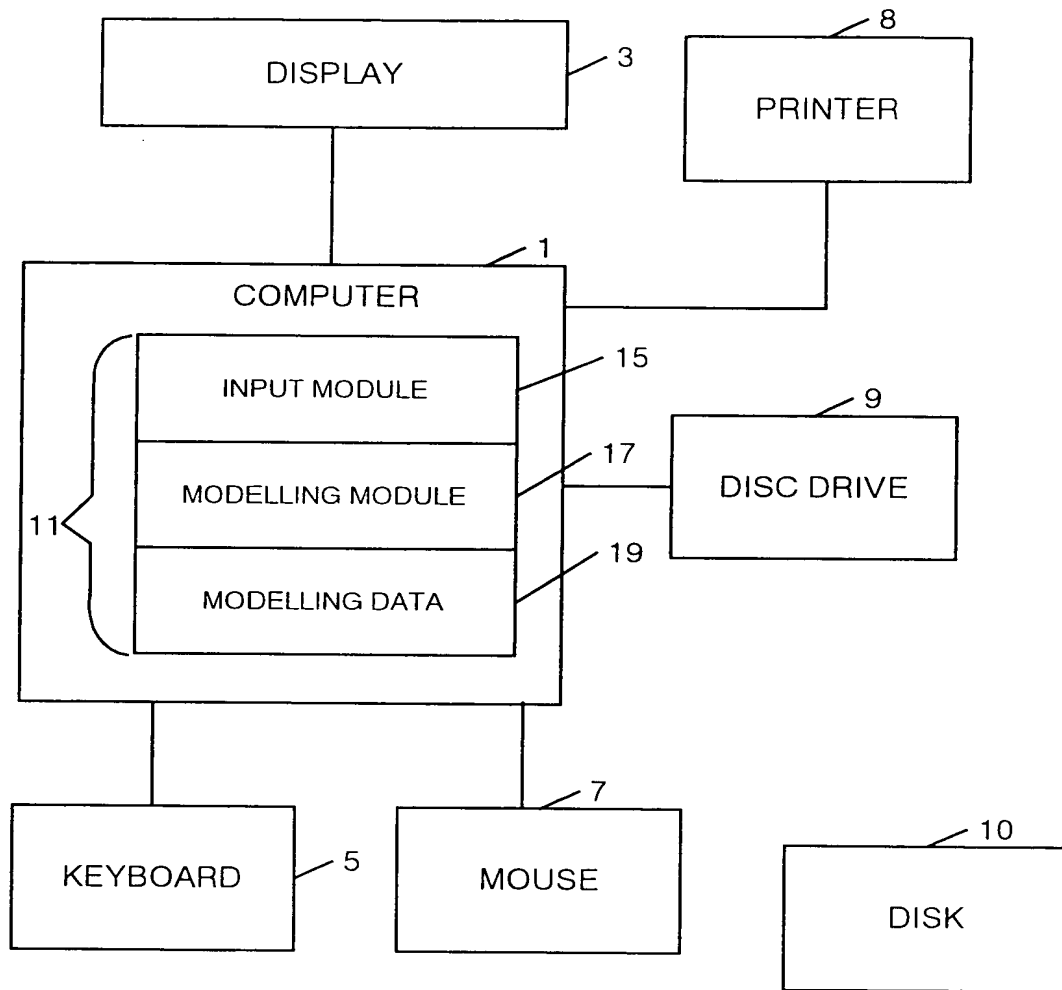 8
DISPLAY
3
PRINTER
1
COMPUTER
INPUT MODULE
15
9
MODELLING MODULE
17
DISC DRIVE
11
MODELLING DATA
19
7
10
KEYBOARD
5
MOUSE
DISK